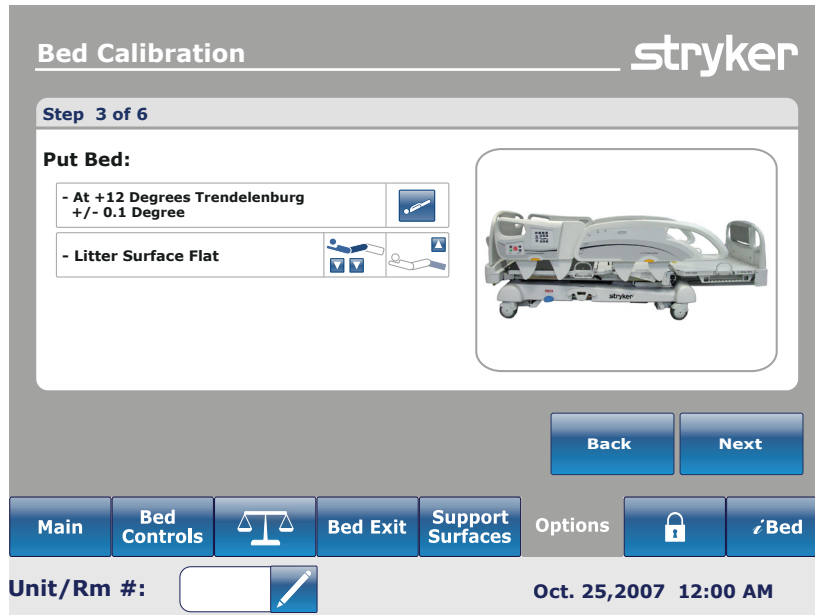 Bed Calibration
stryker
Step 3 of 6
Put Bed:
- At +12 Degrees Trendelenburg
+/- 0.1 Degree
- Litter Surface Flat
stryker
Back
Next
Main
Bed
Controls
Bed Exit
Support
Surfaces
Options
iBed
Unit/Rm #:
Oct. 25,2007 12:00 AM